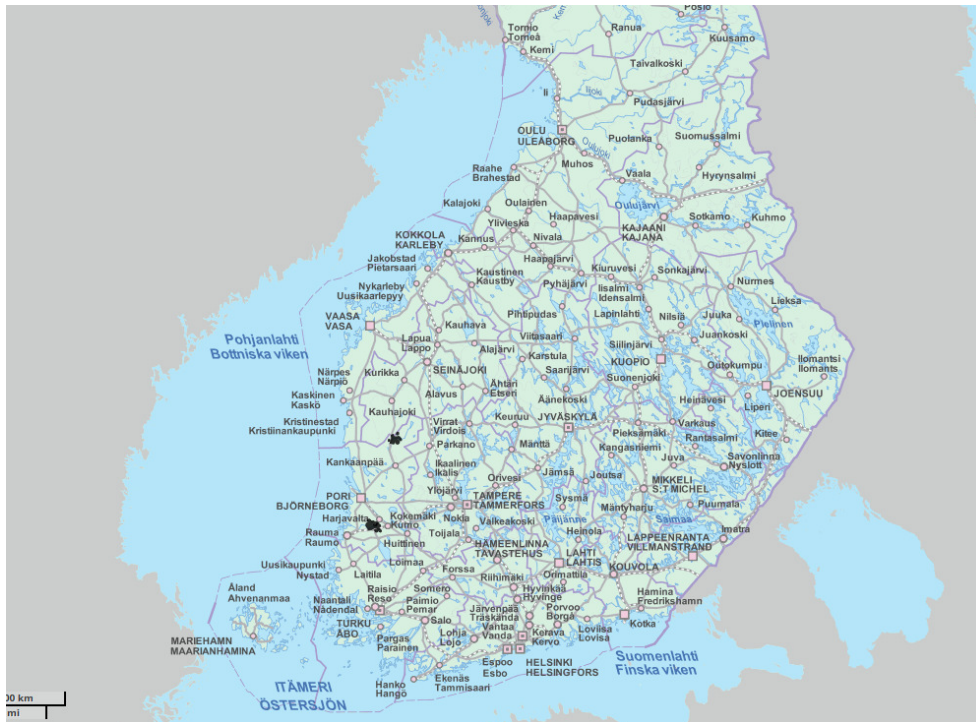 Posio
Tornio
Torneå
Ranua
Kuusamo
Kemi
Taivalkoski
Ii
Iijoki
Pudasjärvi
OULU
ULEÅBORG
Oulujoki
Puolanka
Suomussalmi
Muhos
Raahe
Brahestad
Vaala
Hyrynsalmi
Kalajoki
Oulainen
Oulujärvi
Haapavesi
Sotkamo
Kuhmo
KAJAANI
KAJANA
Ylivieska
KOKKOLA
KARLEBY
Kannus
Nivala
Jakobstad
Pietarsaari
Haapajärvi
Kaustinen
Kaustby
Kiuruvesi
Sonkajärvi
Pyhäjärvi
Iisalmi
Idensalmi
Nurmes
Nykarleby
Uusikaarlepyy
Lieksa
Pihtipudas
Lapinlahti
Nilsiä
Juuka
Pielinen
VAASA
VASA
Kauhava
Juankoski
Pohjanlahti
Bottniska viken
Lapua
Lappo
Viitasaari
Siilinjärvi
Alajärvi
Karstula
KUOPIO
Ilomantsi
Ilomants
SEINÄJOKI
Kurikka
Saarijärvi
Outokumpu
Närpes
Närpiö
Suonenjoki
Alavus
Ähtäri
Etseri
JOENSUU
Kaskinen
Kaskö
Äänekoski
Heinävesi
Liperi
Kauhajoki
Kristinestad
Kristiinankaupunki
Virrat
Virdois
Keuruu
JYVÄSKYLÄ
Pieksämäki
Varkaus
Kitee
Parkano
Mänttä
Kangasniemi
Rantasalmi
Kankaanpää
Ikaalinen
Ikalis
Juva
Savonlinna
Nyslott
Orivesi
Jämsä
Joutsa
MIKKELI
S:T MICHEL
PORI
BJÖRNEBORG
Ylöjärvi
TAMPERE
TAMMERFORS
Sysmä
Puumala
Harjavalta
Kokemäki
Kumo
Nokia
Valkeakoski
Päijänne
Mäntyharju
Saimaa
Rauma
Raumo
Toijala
Heinola
Imatra
Huittinen
HÄMEENLINNA
TAVASTEHUS
LAPPEENRANTA
VILLMANSTRAND
LAHTI
LAHTIS
Uusikaupunki
Nystad
Loimaa
KOUVOLA
Laitila
Forssa
Riihimäki
Orimattila
Åland
Ahvenanmaa
Raisio
Reso
Somero
Hyvinkää
Hyvinge
Hamina
Fredrikshamn
Naantali
Nådendal
Paimio
Pemar
Järvenpää
Träskända
Porvoo
Borgå
TURKU
ÅBO
Salo
Vantaa
Vanda
Loviisa
Lovisa
Kotka
MARIEHAMN
MAARIANHAMINA
Pargas
Parainen
Lohja
Lojo
Kerava
Kervo
Espoo
Esbo
HELSINKI
HELSINGFORS
Suomenlahti
Finska viken
Hanko
Hangö
Ekenäs
Tammisaari
ITÄMERI
ÖSTERSJÖN
00 km
mi